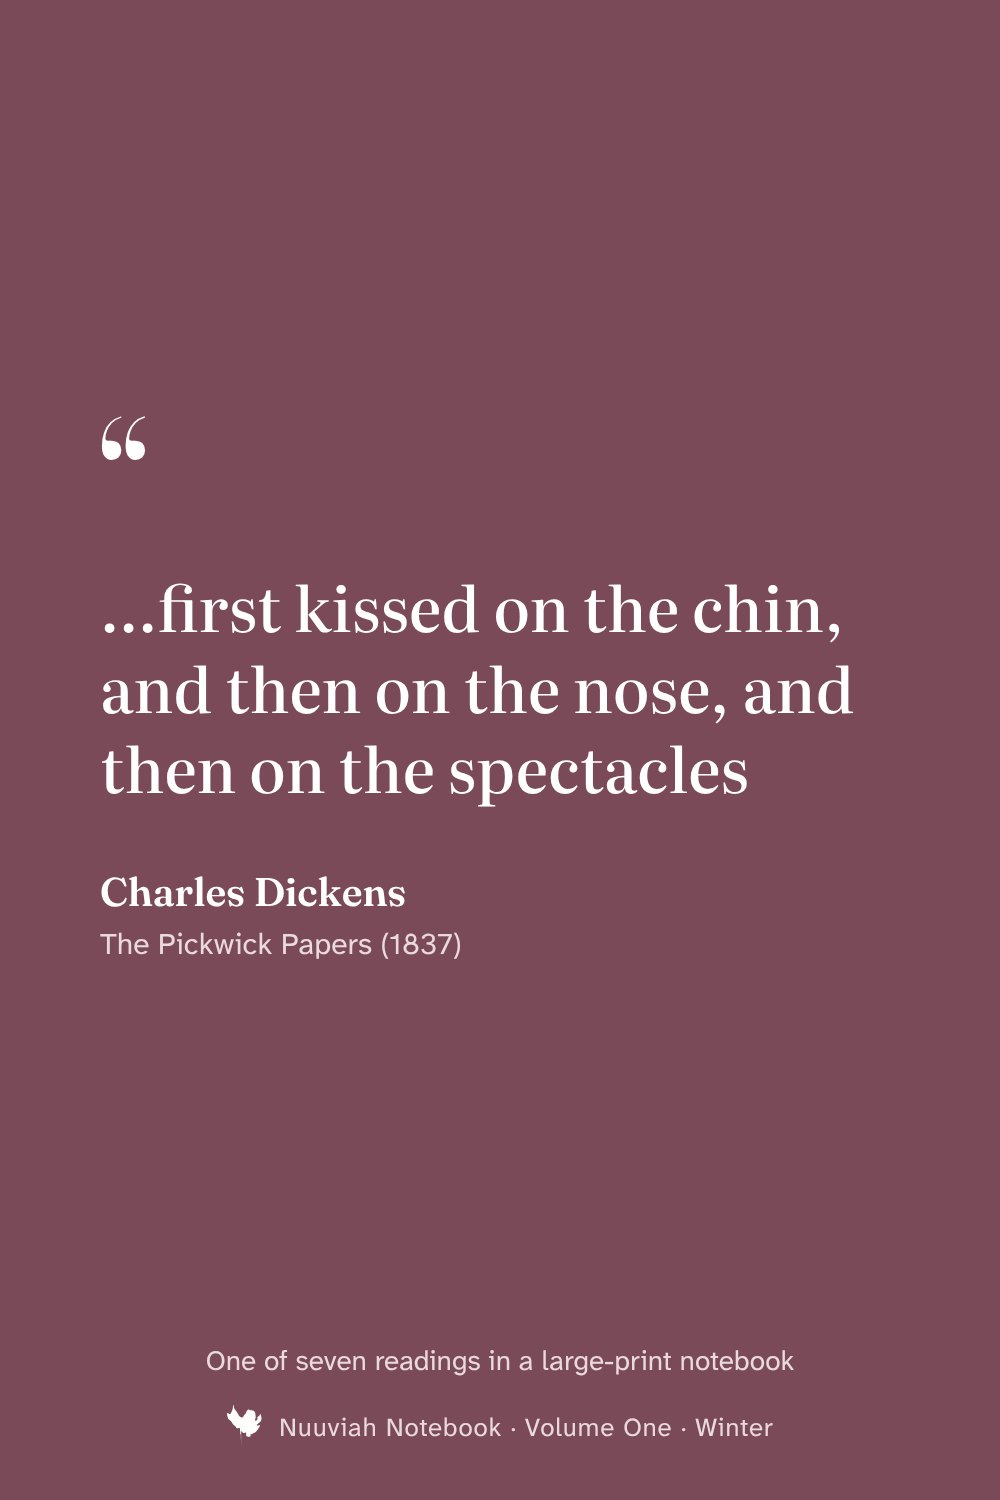 “
...first kissed on the chin,
and then on the nose, and
then on the spectacles
Charles Dickens
The Pickwick Papers (1837)
One of seven readings in a large-print notebook
Nuuviah Notebook · Volume One · Winter